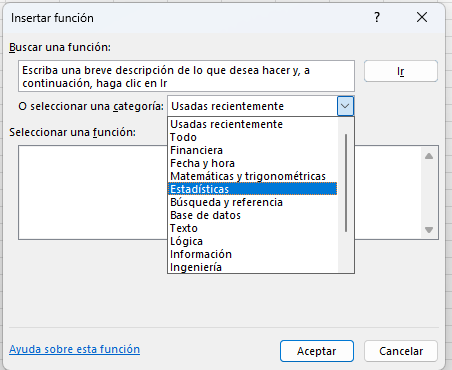 Insertar función
?
Buscar una función:
Escriba una breve descripción de lo que desea hacer y, a
continuación, haga clic en Ir
Ir
O seleccionar una categoría: Usadas recientemente
Usadas recientemente
Todo
Financiera
Fecha y hora
Matemáticas y trigonométricas
Estadísticas
Búsqueda y referencia
Base de datos
Texto
Lógica
Información
Ingeniería
Seleccionar una función:
Ayuda sobre esta función
Aceptar
Cancelar